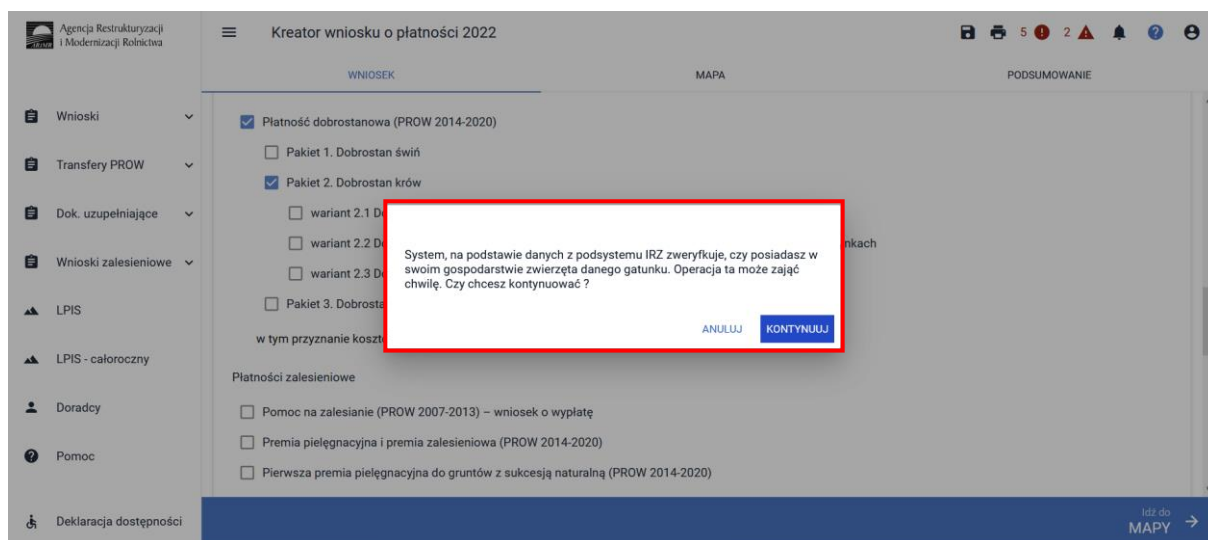 Agencja Restrukturyzacji
i Modernizacji Rolnictwa
Kreator wniosku o płatności 2022
5
2
WNIOSEK
MAPA
PODSUMOWANIE
Wnioski
Transfery PROW
Dok. uzupełniające
Wnioski zalesieniowe
LPIS
LPIS - całoroczny
Doradcy
Pomoc
Deklaracja dostępności
Płatność dobrostanowa (PROW 2014-2020)
Pakiet 1. Dobrostan świń
Pakiet 2. Dobrostan krów
wariant 2.1
wariant 2.2
wariant 2.3
Pakiet 3.
w tym przyznanie
System, na podstawie danych z podsystemu IRZ zweryfkuje, czy posiadasz w
swoim gospodarstwie zwierzęta danego gatunku. Operacja ta może zająć
chwilę. Czy chcesz kontynuować ?
ANULUJ
KONTYNUUJ
Płatności zalesieniowe
Pomoc na zalesianie (PROW 2007-2013) – wniosek o wypłatę
Premia pielęgnacyjna i premia zalesieniowa (PROW 2014-2020)
Pierwsza premia pielęgnacyjna do gruntów z sukcesją naturalną (PROW 2014-2020)
Idź do
MAPY